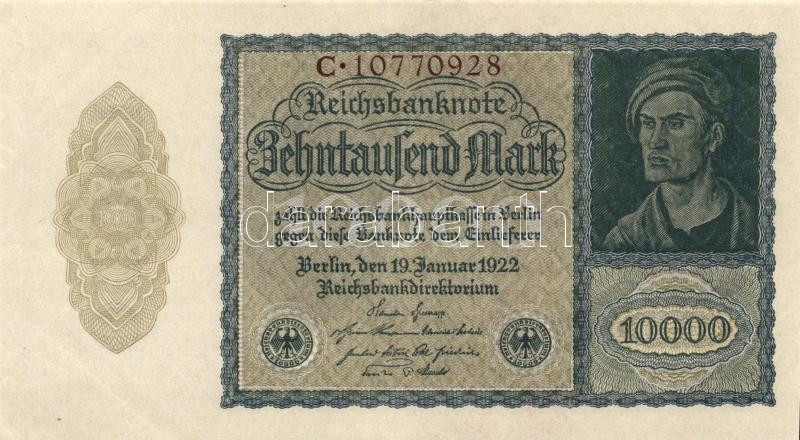 C·10770928
Reichsbanknote
Zehntausend Mark
zahlt die Reichsbankhauptkasse in Berlin
gegen diese Banknote dem Einlieferer
Berlin, den 19. Januar 1922
Reichsbankdirektorium
10000
darabanth